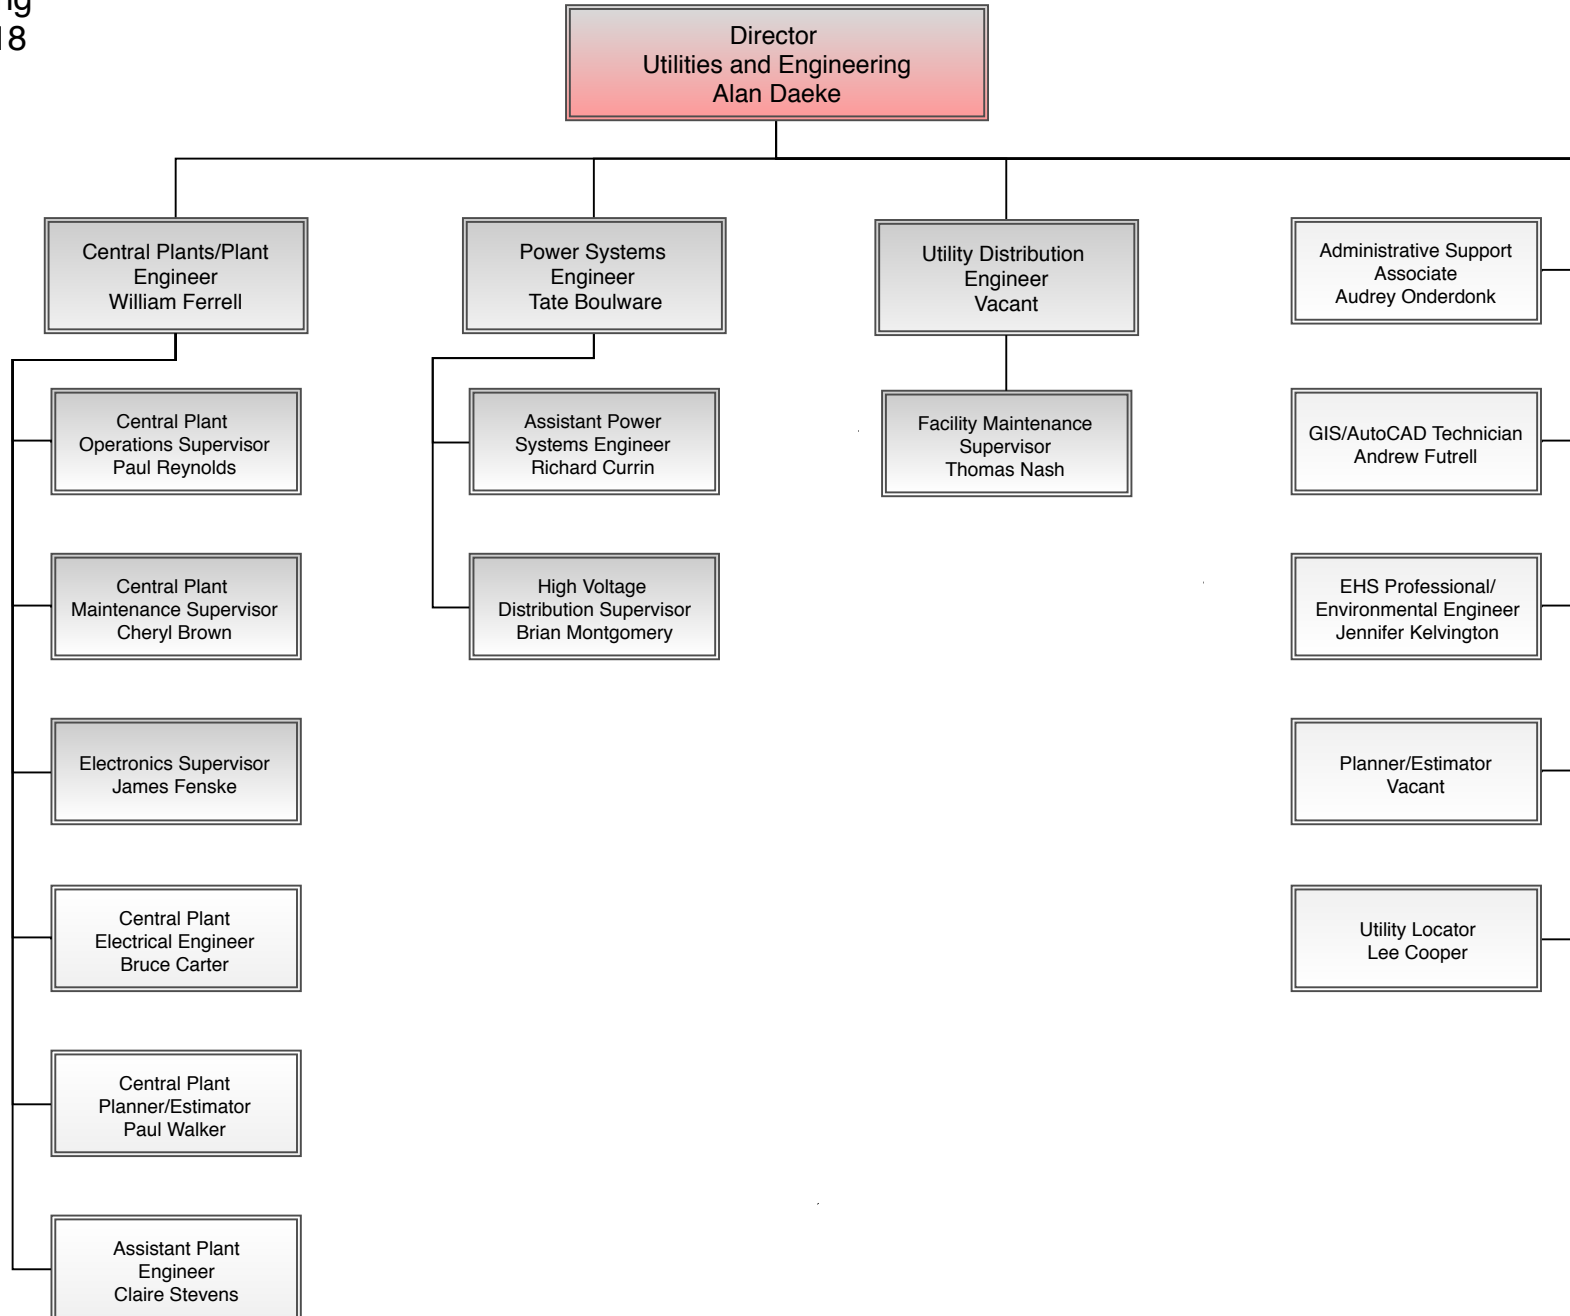 18
Director
Utilities and Engineering
Alan Daeke
Central Plants/Plant
Engineer
William Ferrell
Power Systems
Engineer
Tate Boulware
Utility Distribution
Engineer
Vacant
Administrative Support
Associate
Audrey Onderdonk
Central Plant
Operations Supervisor
Paul Reynolds
Assistant Power
Systems Engineer
Richard Currin
Facility Maintenance
Supervisor
Thomas Nash
GIS/AutoCAD Technician
Andrew Futrell
Central Plant
Maintenance Supervisor
Cheryl Brown
High Voltage
Distribution Supervisor
Brian Montgomery
EHS Professional/
Environmental Engineer
Jennifer Kelvington
Electronics Supervisor
James Fenske
Planner/Estimator
Vacant
Central Plant
Electrical Engineer
Bruce Carter
Utility Locator
Lee Cooper
Central Plant
Planner/Estimator
Paul Walker
Assistant Plant
Engineer
Claire Stevens